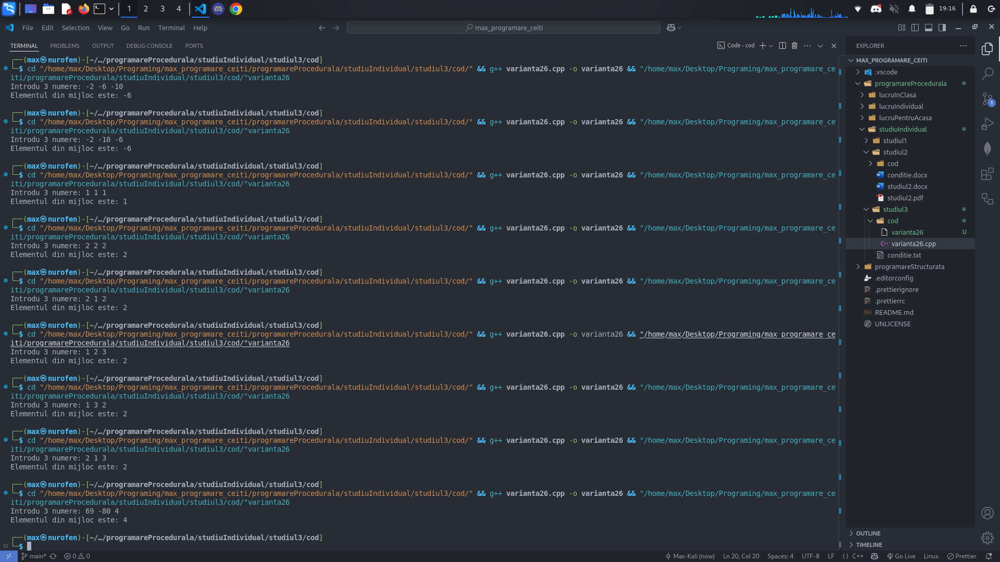 1 2 3 4
19:16
File Edit Selection View Go Run Terminal Help
max_programare_ceiti
TERMINAL PROBLEMS OUTPUT DEBUG CONSOLE PORTS
Code - cod
┌──(max㉿nurofen)-[~/…/programareProcedurala/studiuIndividual/studiul3/cod]
└─$ cd "/home/max/Desktop/Programing/max_programare_ceiti/programareProcedurala/studiuIndividual/studiul3/cod/" && g++ varianta26.cpp -o varianta26 && "/home/max/Desktop/Programing/max_programare_ce
iti/programareProcedurala/studiuIndividual/studiul3/cod/"varianta26
Introdu 3 numere: -2 -6 -10
Elementul din mijloc este: -6
┌──(max㉿nurofen)-[~/…/programareProcedurala/studiuIndividual/studiul3/cod]
└─$ cd "/home/max/Desktop/Programing/max_programare_ceiti/programareProcedurala/studiuIndividual/studiul3/cod/" && g++ varianta26.cpp -o varianta26 && "/home/max/Desktop/Programing/max_programare_ce
iti/programareProcedurala/studiuIndividual/studiul3/cod/"varianta26
Introdu 3 numere: -2 -10 -6
Elementul din mijloc este: -6
┌──(max㉿nurofen)-[~/…/programareProcedurala/studiuIndividual/studiul3/cod]
└─$ cd "/home/max/Desktop/Programing/max_programare_ceiti/programareProcedurala/studiuIndividual/studiul3/cod/" && g++ varianta26.cpp -o varianta26 && "/home/max/Desktop/Programing/max_programare_ce
iti/programareProcedurala/studiuIndividual/studiul3/cod/"varianta26
Introdu 3 numere: 1 1 1
Elementul din mijloc este: 1
┌──(max㉿nurofen)-[~/…/programareProcedurala/studiuIndividual/studiul3/cod]
└─$ cd "/home/max/Desktop/Programing/max_programare_ceiti/programareProcedurala/studiuIndividual/studiul3/cod/" && g++ varianta26.cpp -o varianta26 && "/home/max/Desktop/Programing/max_programare_ce
iti/programareProcedurala/studiuIndividual/studiul3/cod/"varianta26
Introdu 3 numere: 2 2 2
Elementul din mijloc este: 2
┌──(max㉿nurofen)-[~/…/programareProcedurala/studiuIndividual/studiul3/cod]
└─$ cd "/home/max/Desktop/Programing/max_programare_ceiti/programareProcedurala/studiuIndividual/studiul3/cod/" && g++ varianta26.cpp -o varianta26 && "/home/max/Desktop/Programing/max_programare_ce
iti/programareProcedurala/studiuIndividual/studiul3/cod/"varianta26
Introdu 3 numere: 2 1 2
Elementul din mijloc este: 2
┌──(max㉿nurofen)-[~/…/programareProcedurala/studiuIndividual/studiul3/cod]
└─$ cd "/home/max/Desktop/Programing/max_programare_ceiti/programareProcedurala/studiuIndividual/studiul3/cod/" && g++ varianta26.cpp -o varianta26 && "/home/max/Desktop/Programing/max_programare_ce
iti/programareProcedurala/studiuIndividual/studiul3/cod/"varianta26
Introdu 3 numere: 1 2 3
Elementul din mijloc este: 2
┌──(max㉿nurofen)-[~/…/programareProcedurala/studiuIndividual/studiul3/cod]
└─$ cd "/home/max/Desktop/Programing/max_programare_ceiti/programareProcedurala/studiuIndividual/studiul3/cod/" && g++ varianta26.cpp -o varianta26 && "/home/max/Desktop/Programing/max_programare_ce
iti/programareProcedurala/studiuIndividual/studiul3/cod/"varianta26
Introdu 3 numere: 1 3 2
Elementul din mijloc este: 2
┌──(max㉿nurofen)-[~/…/programareProcedurala/studiuIndividual/studiul3/cod]
└─$ cd "/home/max/Desktop/Programing/max_programare_ceiti/programareProcedurala/studiuIndividual/studiul3/cod/" && g++ varianta26.cpp -o varianta26 && "/home/max/Desktop/Programing/max_programare_ce
iti/programareProcedurala/studiuIndividual/studiul3/cod/"varianta26
Introdu 3 numere: 2 1 3
Elementul din mijloc este: 2
┌──(max㉿nurofen)-[~/…/programareProcedurala/studiuIndividual/studiul3/cod]
└─$ cd "/home/max/Desktop/Programing/max_programare_ceiti/programareProcedurala/studiuIndividual/studiul3/cod/" && g++ varianta26.cpp -o varianta26 && "/home/max/Desktop/Programing/max_programare_ce
iti/programareProcedurala/studiuIndividual/studiul3/cod/"varianta26
Introdu 3 numere: 69 -80 4
Elementul din mijloc este: 4
┌──(max㉿nurofen)-[~/…/programareProcedurala/studiuIndividual/studiul3/cod]
└─$
EXPLORER
MAX_PROGRAMARE_CEITI
.vscode
programareProcedurala
lucruInClasa
lucruIndividual
lucruPentruAcasa
studiuIndividual
studiul1
studiul2
cod
conditie.docx
studiul2.docx
studiul2.pdf
studiul3
cod
varianta26 U
varianta26.cpp
conditie.txt
programareStructurata
.editorconfig
.prettierignore
.prettierrc
README.md
UNLICENSE
OUTLINE
TIMELINE
1
main* 0 0
Max-Kali (now) Ln 20, Col 20 Spaces: 4 UTF-8 LF {} C++ Go Live Linux Prettier